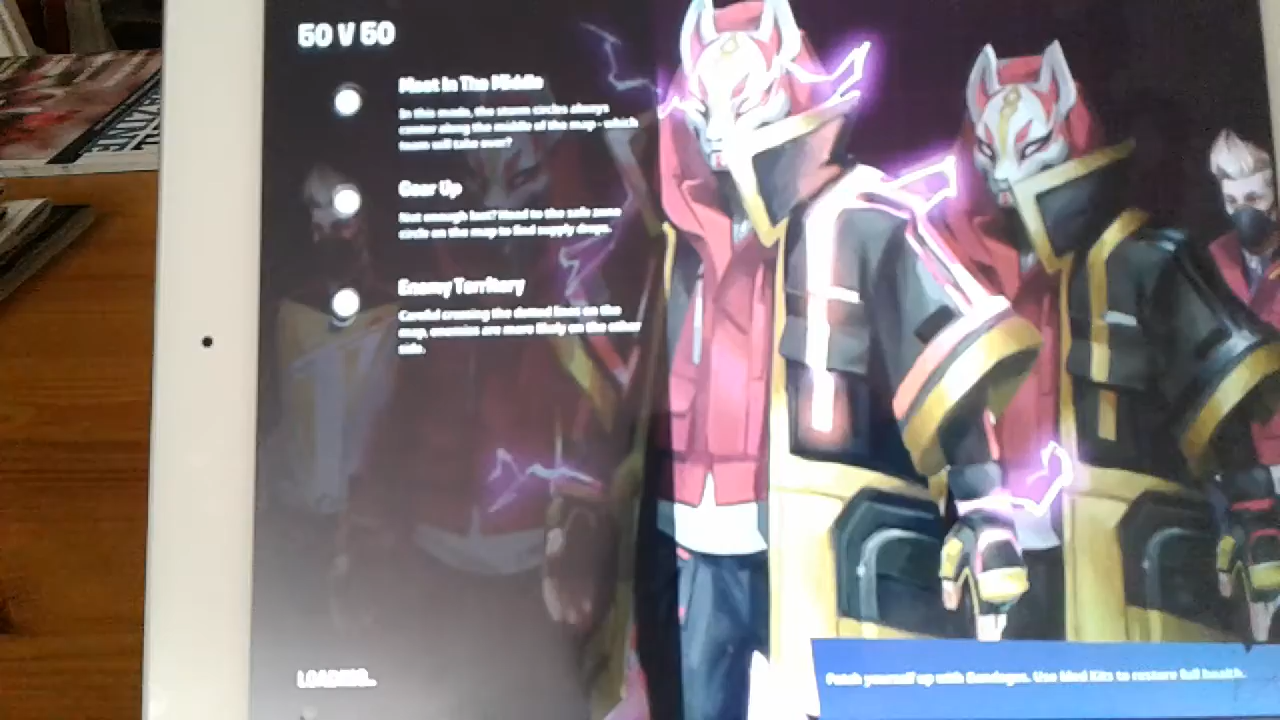 50 V 50
Meet In The Middle
In this mode, the storm circles always
center along the middle of the map - which
team will take over?
Gear Up
Not enough loot? Head to the safe zone
circle on the map to find supply drops.
Enemy Territory
Careful crossing the dotted lines on the
map, enemies are more likely on the other
side.
LOADING...
Patch yourself up with Bandages. Use Med Kits to restore full health.